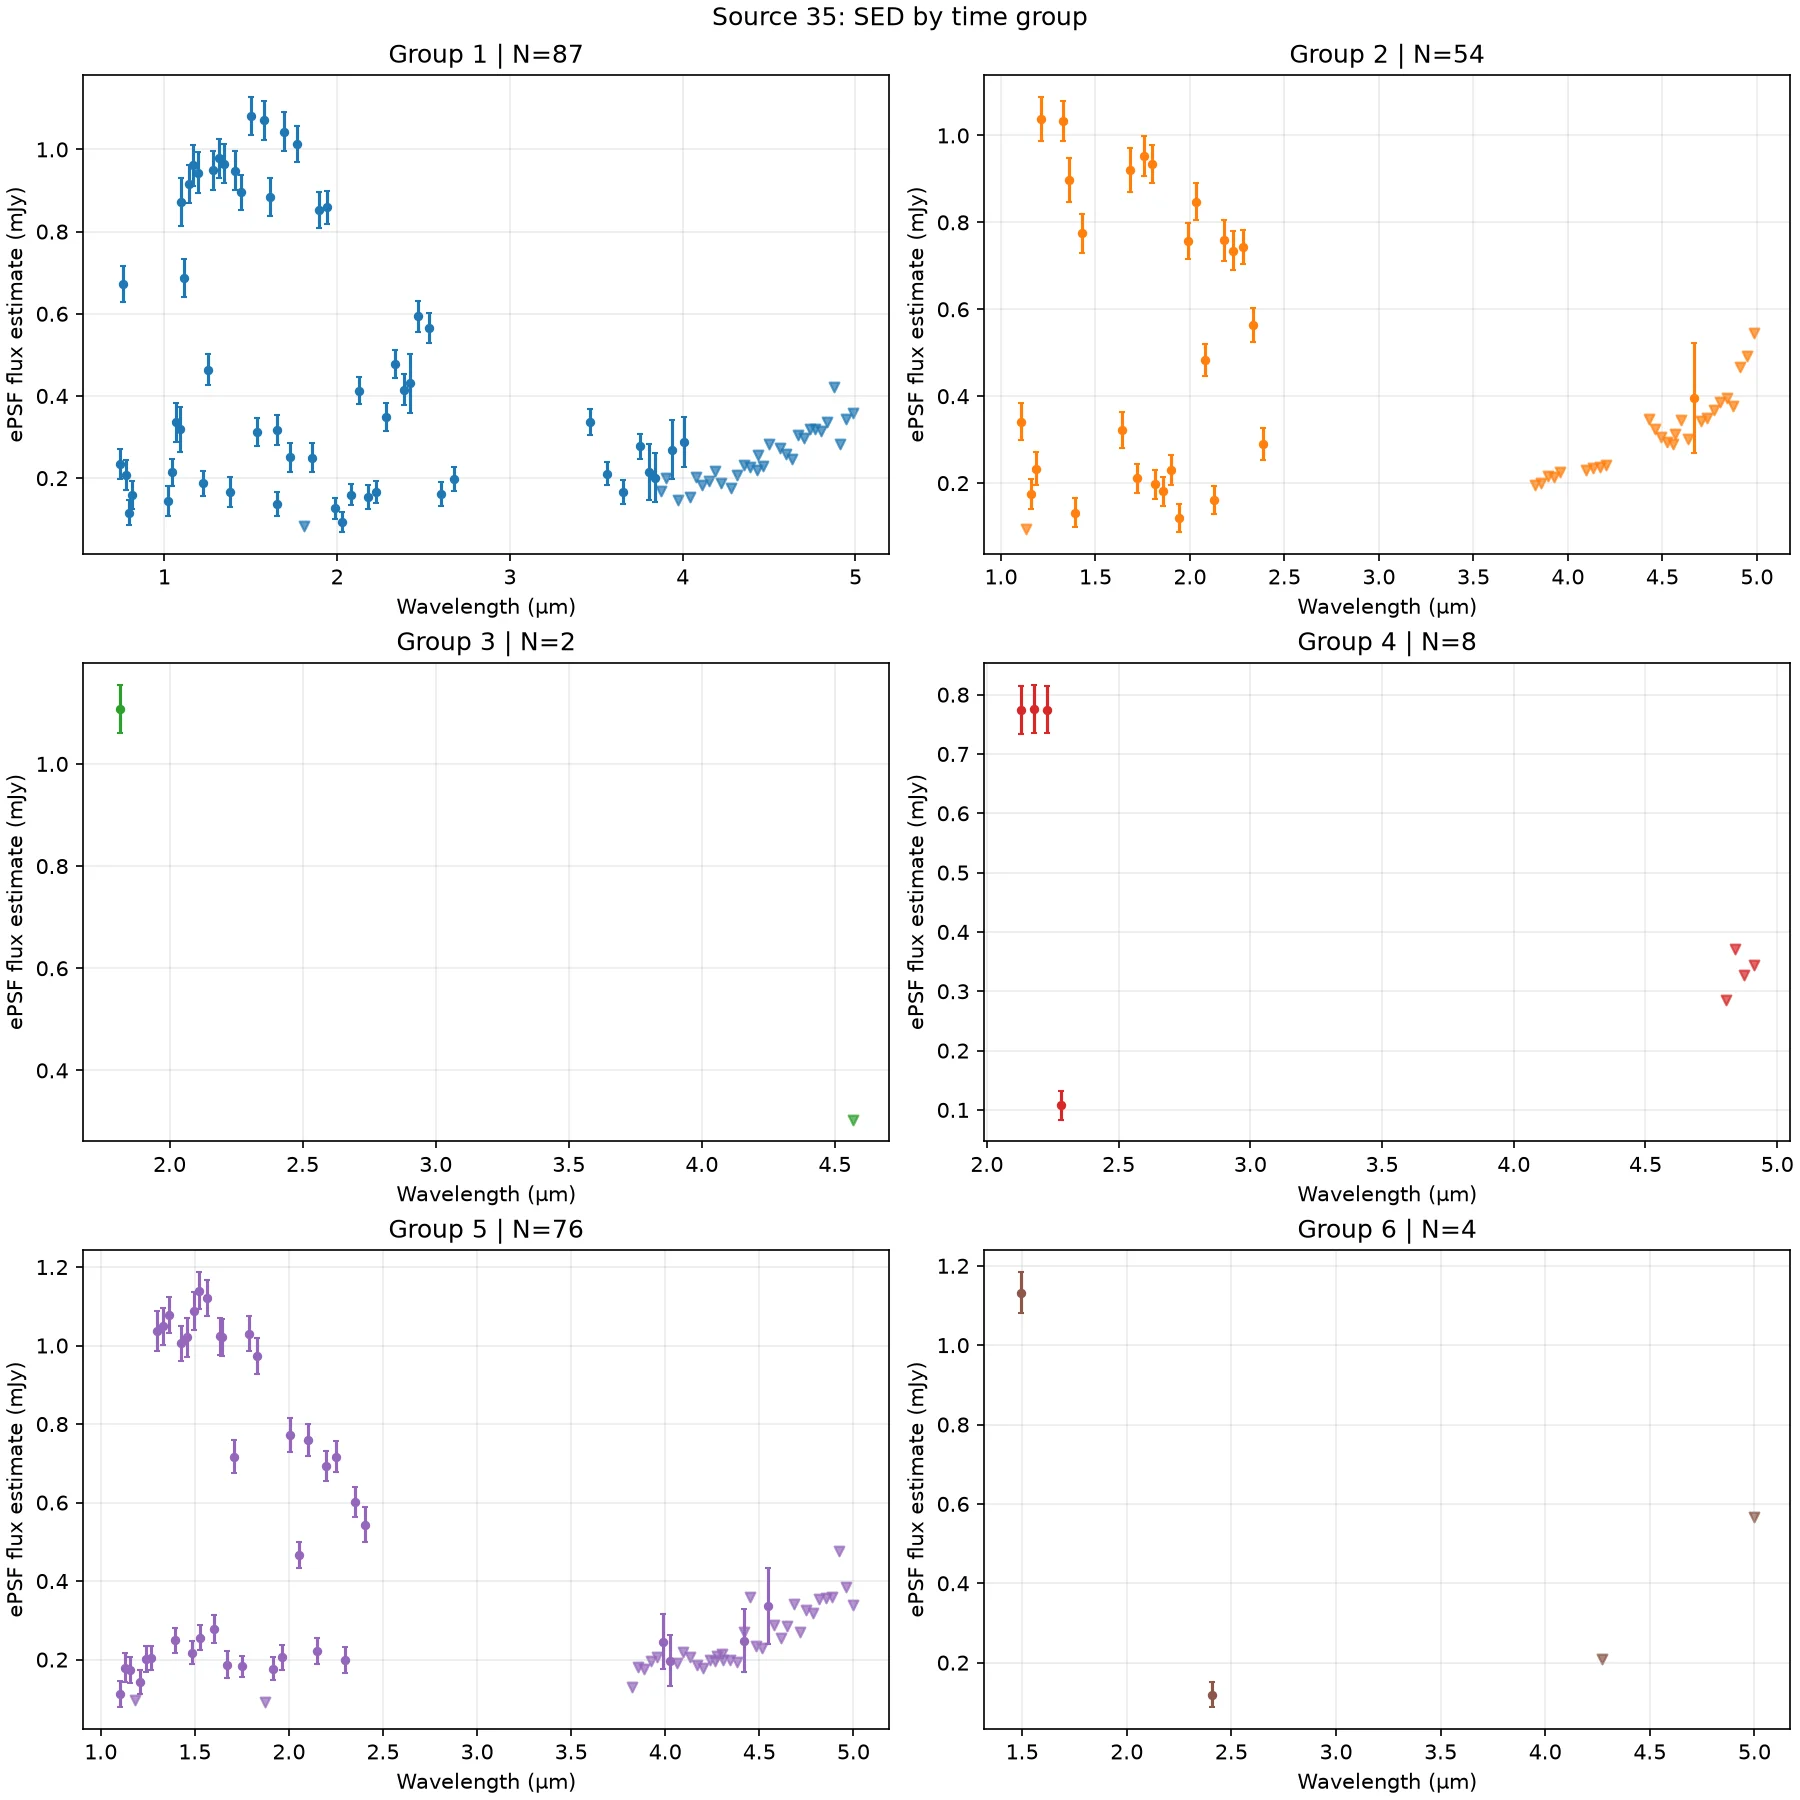 Source 35: SED by time group
Group 1 | N=87
ePSF flux estimate (mJy)
1.0
0.8
0.6
0.4
0.2
1 2 3 4 5
Wavelength (μm)
Group 2 | N=54
ePSF flux estimate (mJy)
1.0
0.8
0.6
0.4
0.2
1.0 1.5 2.0 2.5 3.0 3.5 4.0 4.5 5.0
Wavelength (μm)
Group 3 | N=2
ePSF flux estimate (mJy)
1.0
0.8
0.6
0.4
2.0 2.5 3.0 3.5 4.0 4.5
Wavelength (μm)
Group 4 | N=8
ePSF flux estimate (mJy)
0.8
0.7
0.6
0.5
0.4
0.3
0.2
0.1
2.0 2.5 3.0 3.5 4.0 4.5 5.0
Wavelength (μm)
Group 5 | N=76
ePSF flux estimate (mJy)
1.2
1.0
0.8
0.6
0.4
0.2
1.0 1.5 2.0 2.5 3.0 3.5 4.0 4.5 5.0
Wavelength (μm)
Group 6 | N=4
ePSF flux estimate (mJy)
1.2
1.0
0.8
0.6
0.4
0.2
1.5 2.0 2.5 3.0 3.5 4.0 4.5 5.0
Wavelength (μm)